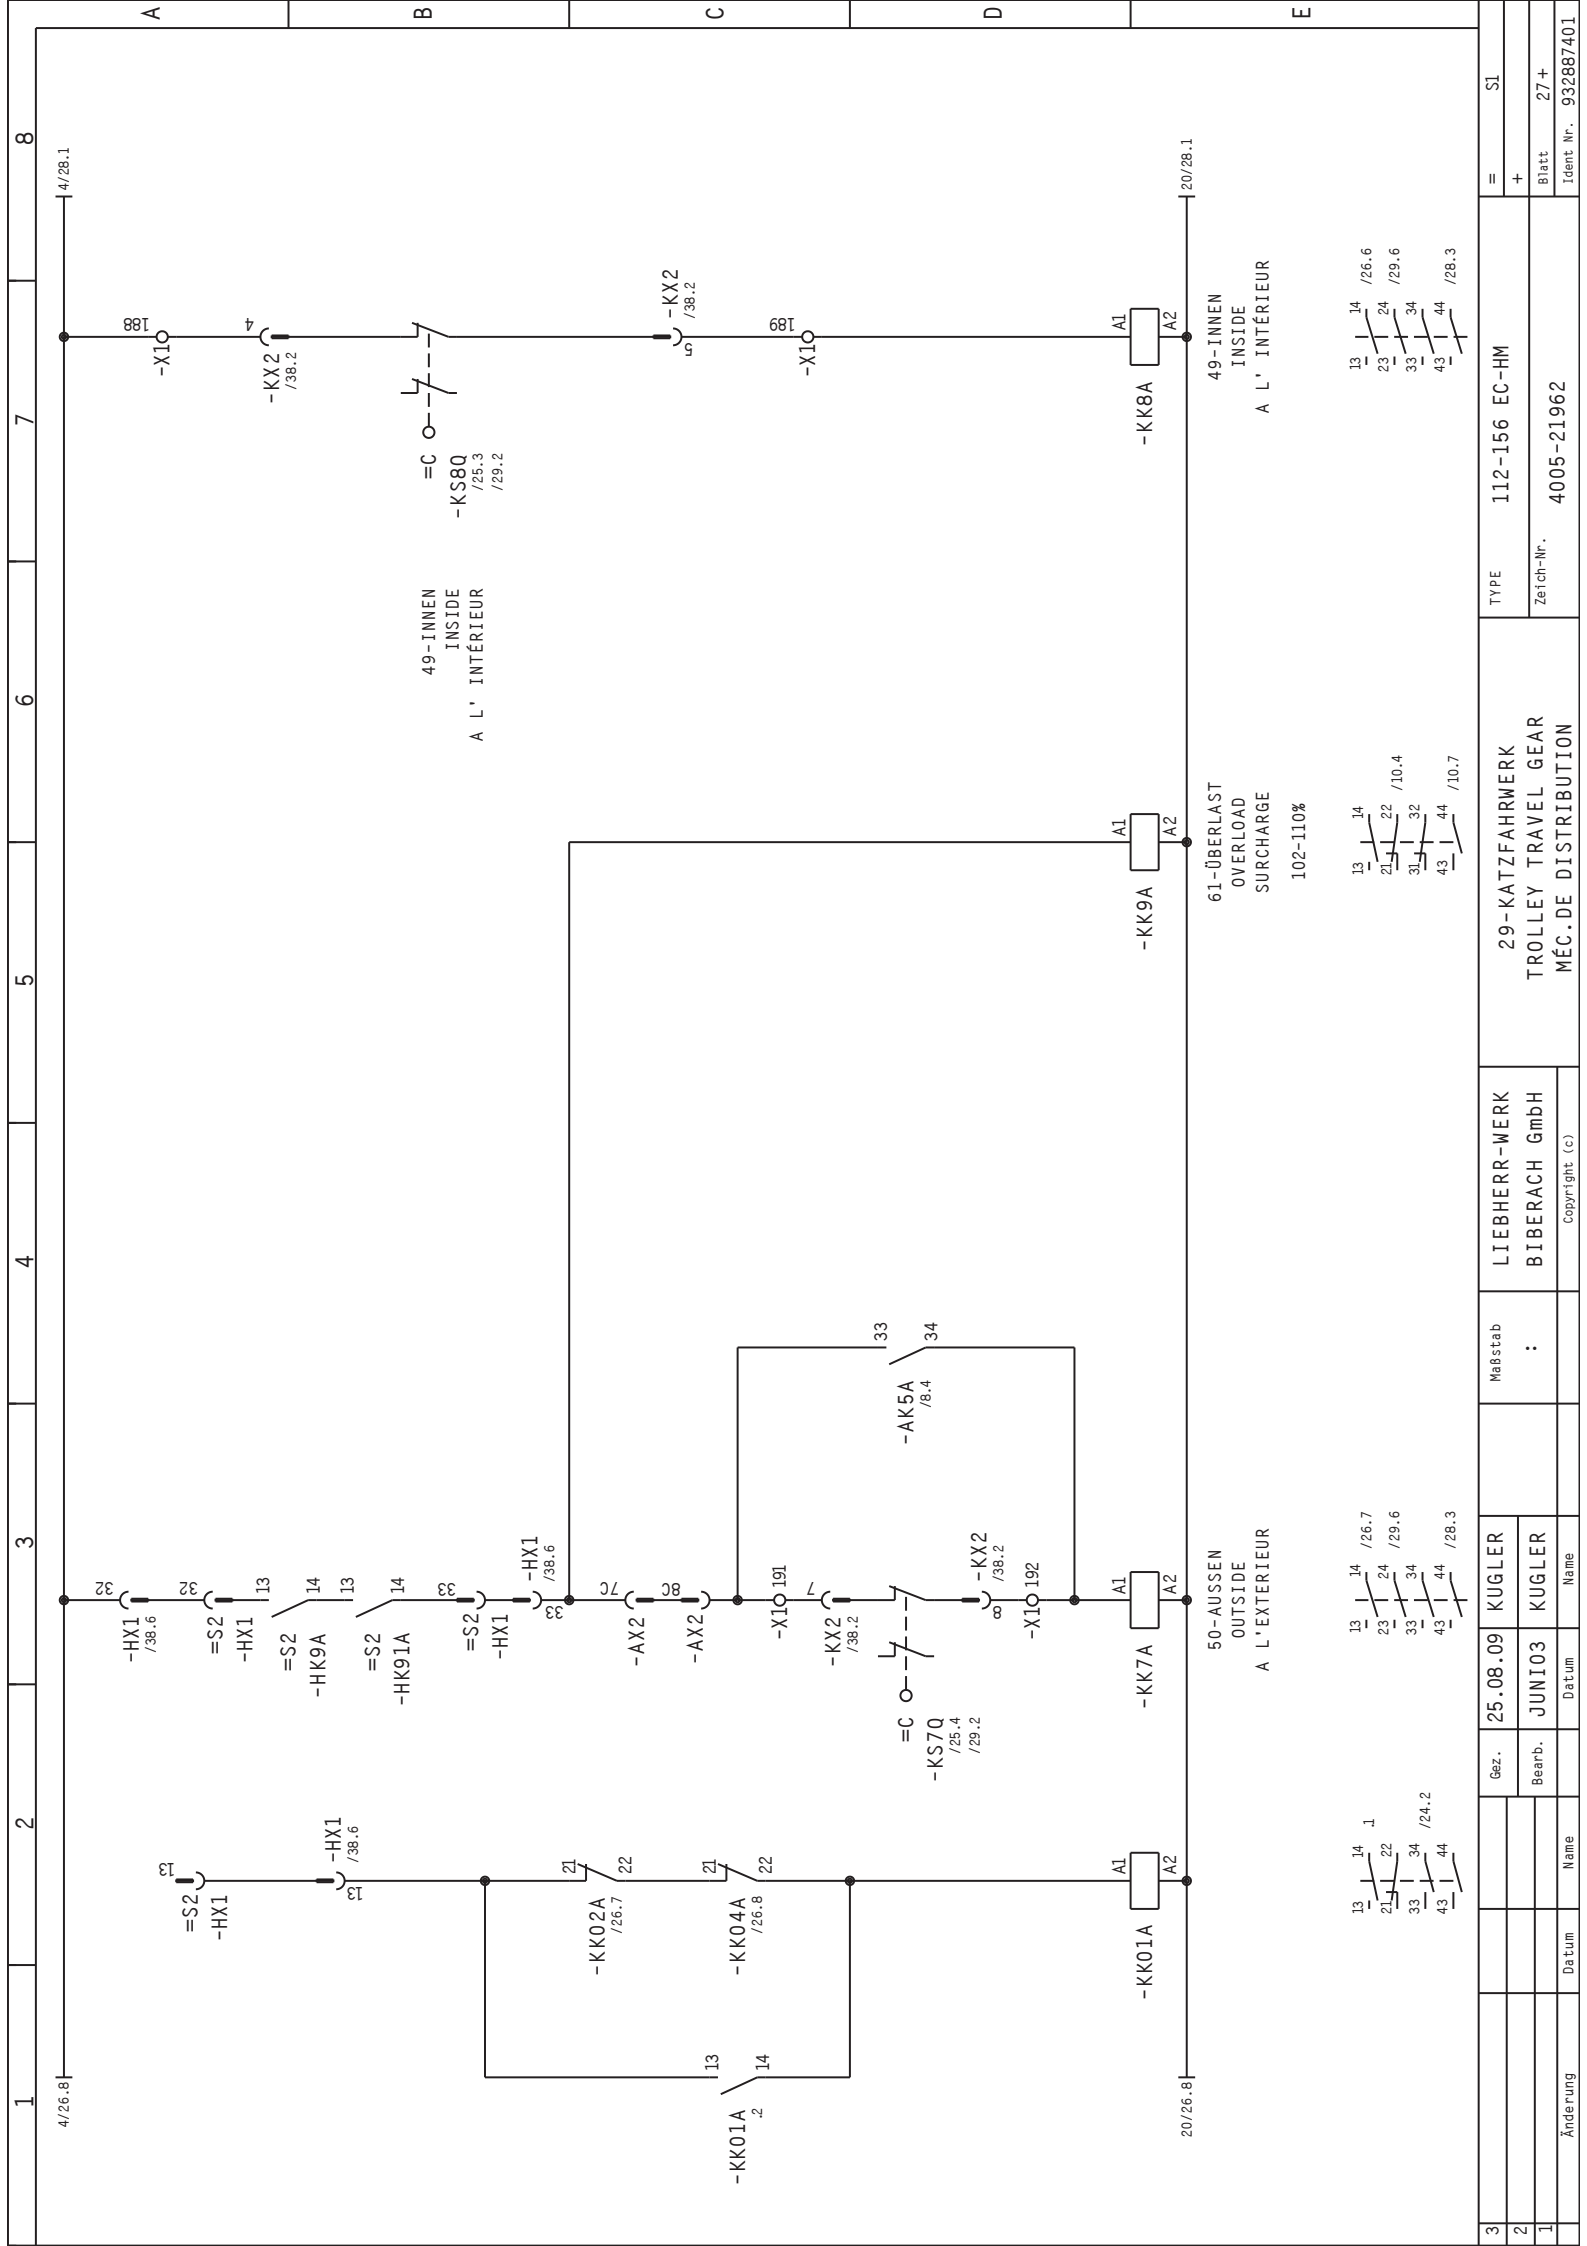 1
2
3
4
5
6
7
8
A
B
C
D
E
4/26.8
4/28.1
20/26.8
20/28.1
-KK01A
.2
13
14
13
=S2
-HX1
-HX1
/38.6
13
-KK02A
/26.7
21
22
-KK04A
/26.8
21
22
-KK01A
A1
A2
32
-HX1
/38.6
32
=S2
-HX1
=S2
-HK9A
13
14
=S2
-HK91A
13
14
33
=S2
-HX1
-HX1
/38.6
33
7C
-AX2
8C
-AX2
-X1
191
7
-KX2
/38.2
=C
-KS7Q
/25.4
/29.2
-KX2
/38.2
8
-X1
192
-AK5A
/8.4
33
34
-KK7A
A1
A2
50-AUSSEN
OUTSIDE
A L'EXTERIEUR
-KK9A
A1
A2
61-ÜBERLAST
OVERLOAD
SURCHARGE
102-110%
49-INNEN
INSIDE
A L' INTÉRIEUR
188
-X1
4
-KX2
/38.2
=C
-KS8Q
/25.3
/29.2
-KX2
/38.2
5
189
-X1
-KK8A
A1
A2
49-INNEN
INSIDE
A L' INTÉRIEUR
13 14 .1
21 22
33 34 /24.2
43 44
13 14 /26.7
23 24 /29.6
33 34
43 44 /28.3
13 14
21 22 /10.4
31 32
43 44 /10.7
13 14 /26.6
23 24 /29.6
33 34
43 44 /28.3
3
2
1
Änderung
Datum
Name
Gez.
25.08.09
KUGLER
Bearb.
JUNI03
KUGLER
Datum
Name
Maßstab
:
LIEBHERR-WERK
BIBERACH GmbH
Copyright (c)
29-KATZFAHRWERK
TROLLEY TRAVEL GEAR
MÉC.DE DISTRIBUTION
TYPE
112-156 EC-HM
Zeich-Nr.
4005-21962
= S1
+
Blatt 27+
Ident Nr. 932887401